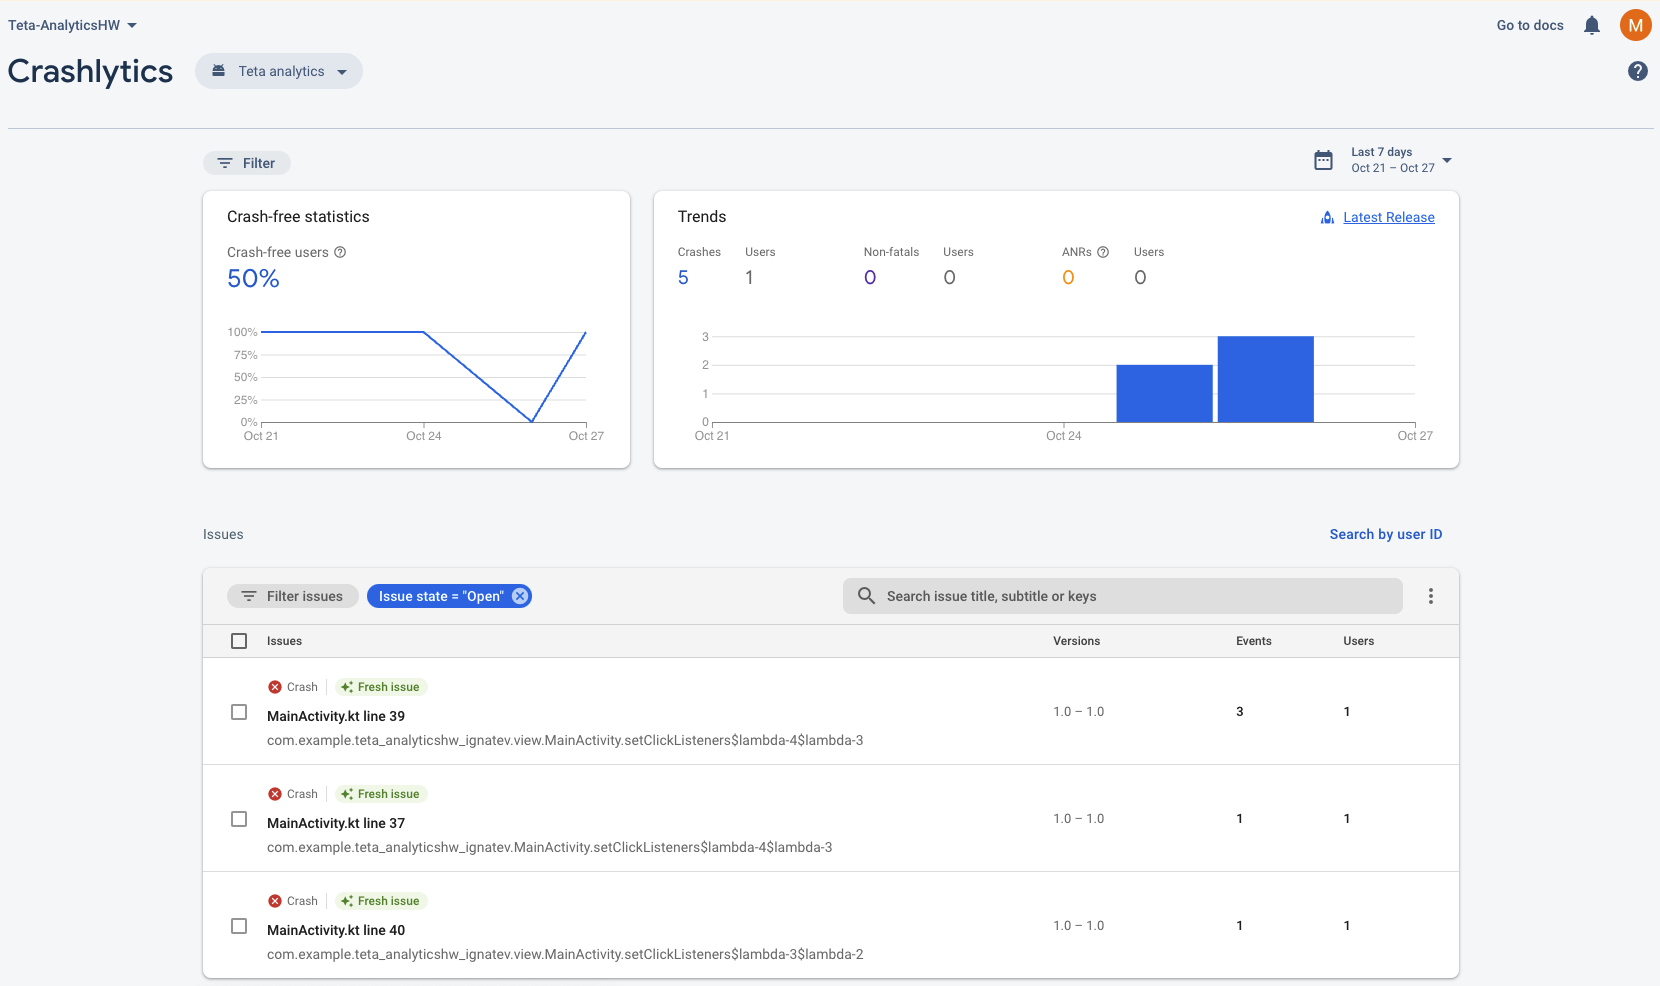 Teta-AnalyticsHW
Go to docs
M
Crashlytics
Teta analytics
?
Filter
Last 7 days
Oct 21 – Oct 27
Crash-free statistics
Crash-free users ?
50%
100%
75%
50%
25%
0%
Oct 21
Oct 24
Oct 27
Trends
Latest Release
Crashes
Users
Non-fatals
Users
ANRs ?
Users
5
1
0
0
0
0
3
2
1
0
Oct 21
Oct 24
Oct 27
Issues
Search by user ID
Filter issues
Issue state = "Open"
Search issue title, subtitle or keys
Issues
Versions
Events
Users
Crash
Fresh issue
MainActivity.kt line 39
com.example.teta_analyticshw_ignatev.view.MainActivity.setClickListeners$lambda-4$lambda-3
1.0 – 1.0
3
1
Crash
Fresh issue
MainActivity.kt line 37
com.example.teta_analyticshw_ignatev.MainActivity.setClickListeners$lambda-4$lambda-3
1.0 – 1.0
1
1
Crash
Fresh issue
MainActivity.kt line 40
com.example.teta_analyticshw_ignatev.view.MainActivity.setClickListeners$lambda-3$lambda-2
1.0 – 1.0
1
1